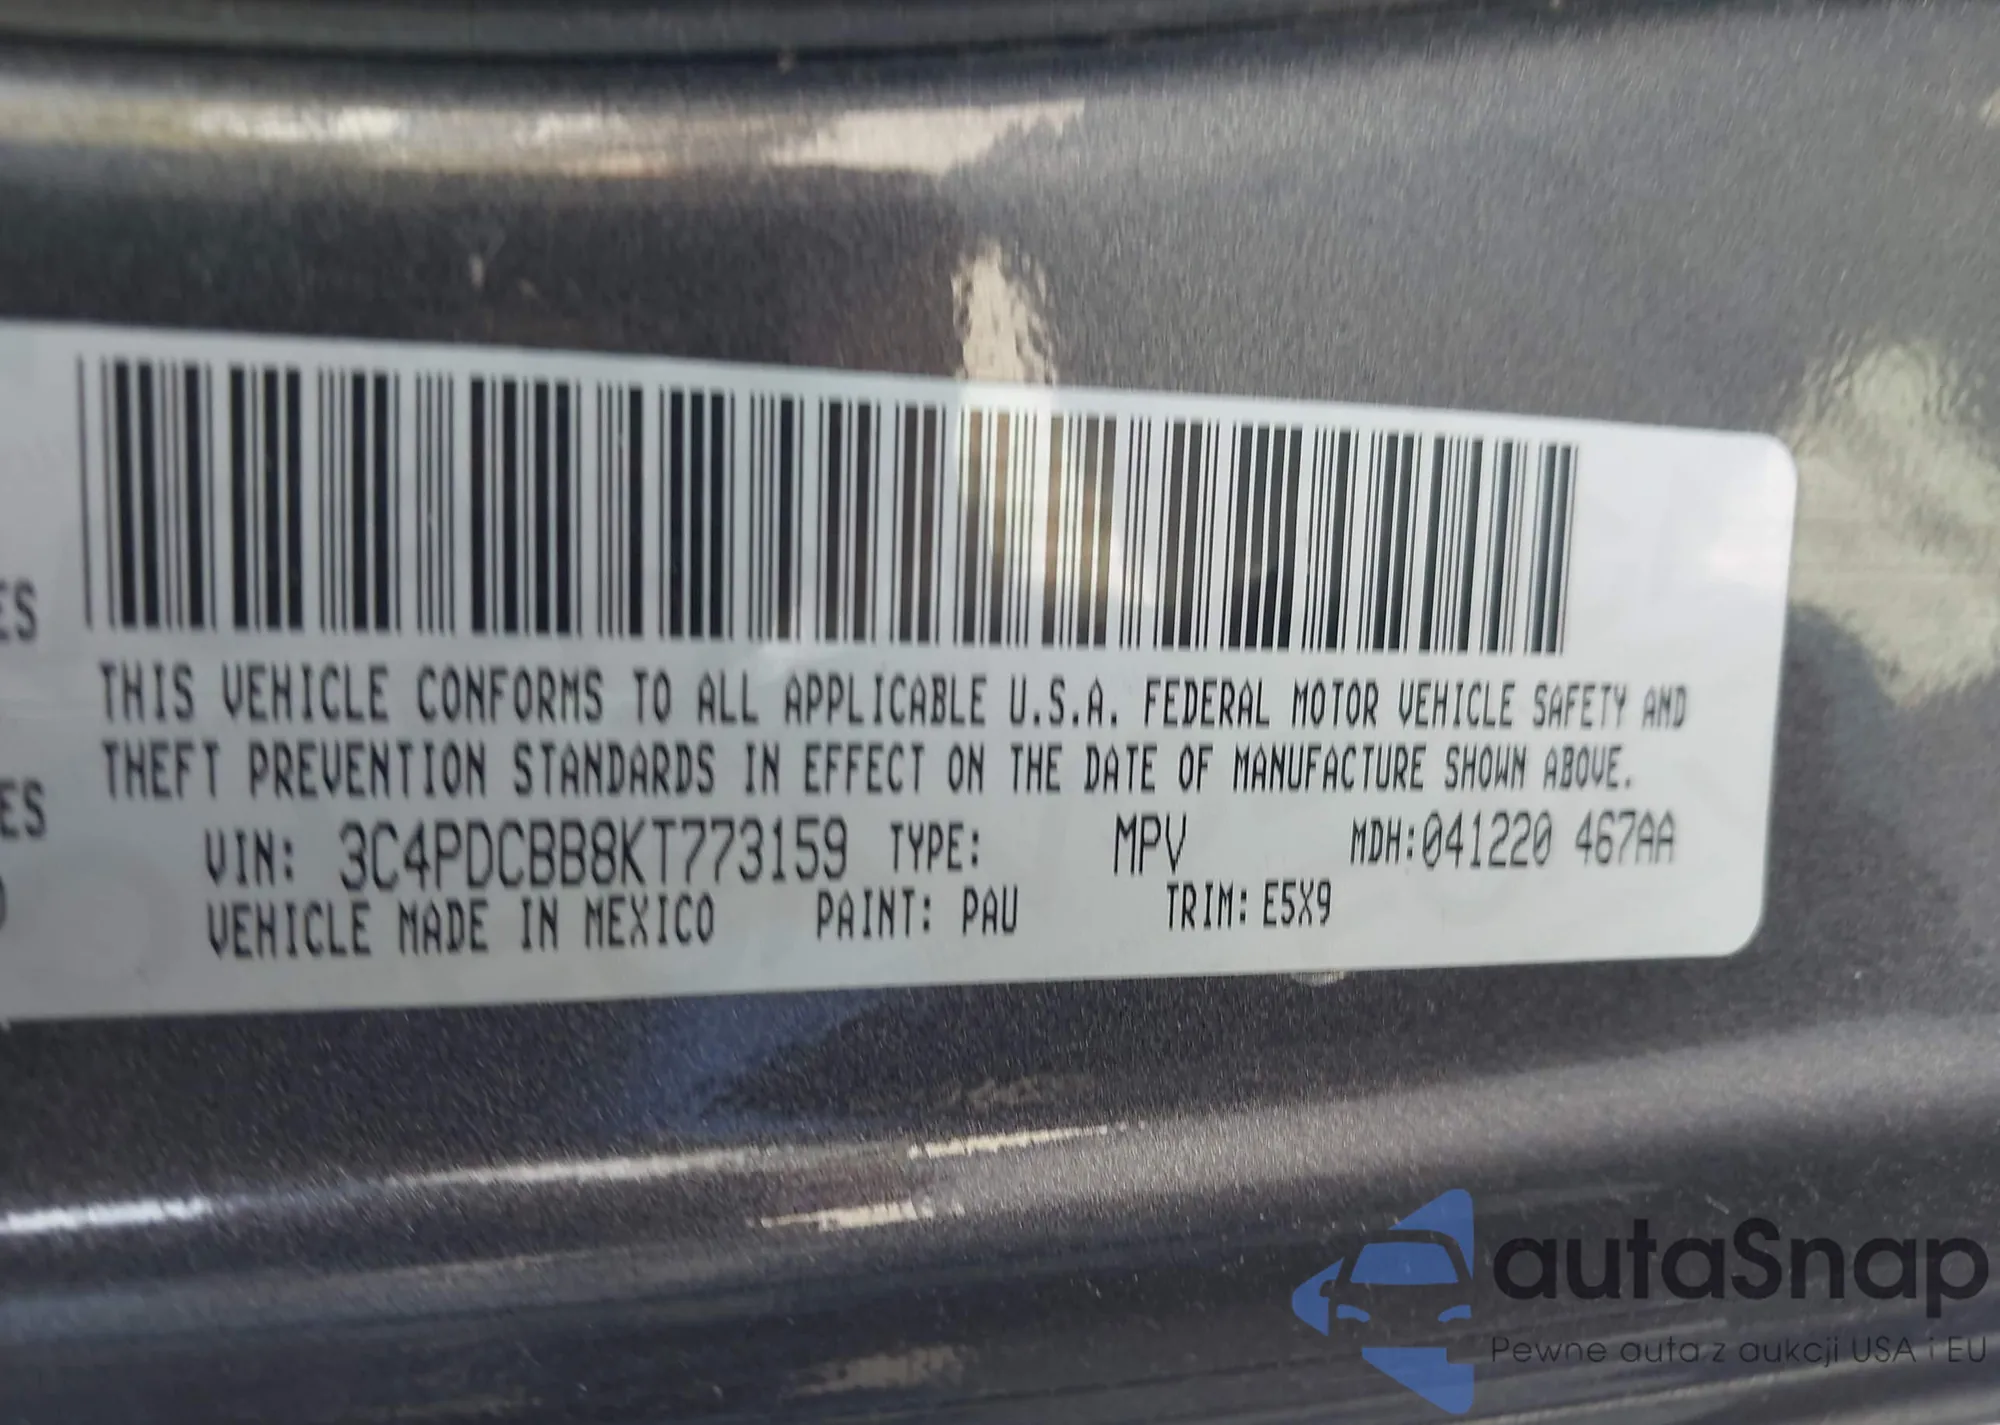 ES
ES
THIS VEHICLE CONFORMS TO ALL APPLICABLE U.S.A. FEDERAL MOTOR VEHICLE SAFETY AND
THEFT PREVENTION STANDARDS IN EFFECT ON THE DATE OF MANUFACTURE SHOWN ABOVE.
VIN: 3C4PDCBB8KT773159 TYPE: MPV MDH:041220 467AA
VEHICLE MADE IN MEXICO PAINT: PAU TRIM: E5X9
autaSnap
Pewne auta z aukcji USA i EU